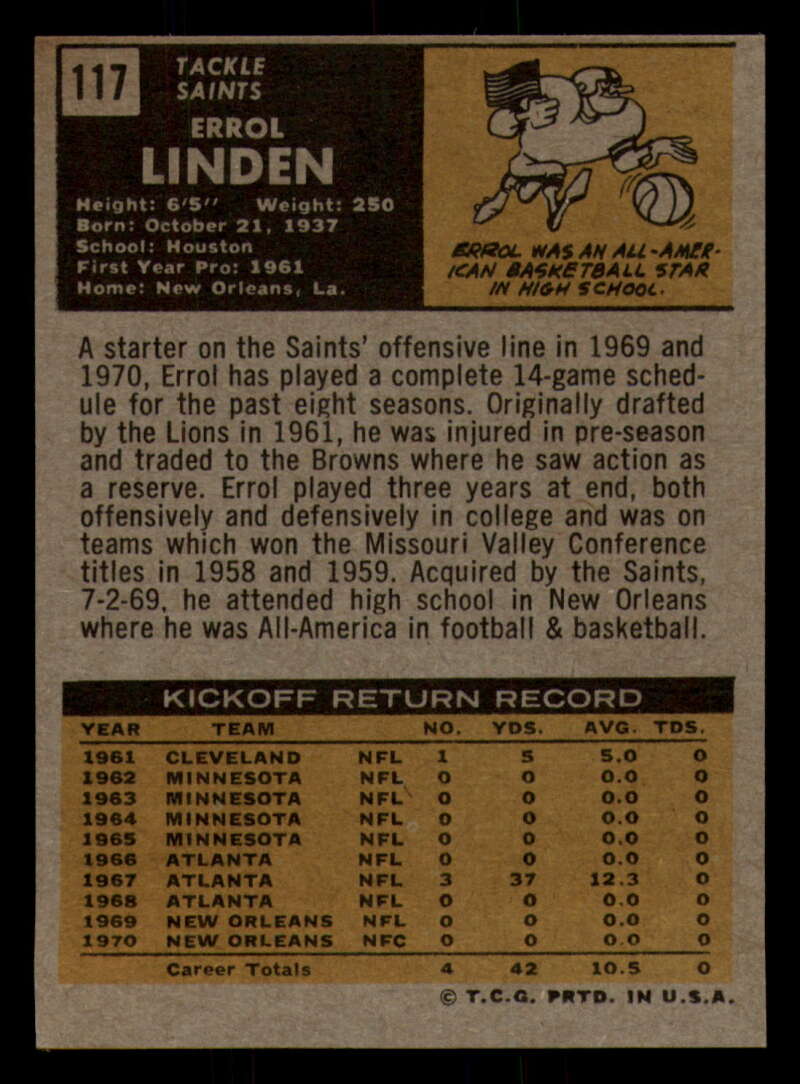 117
TACKLE
SAINTS
ERROL
LINDEN
Height: 6'5" Weight: 250
Born: October 21, 1937
School: Houston
First Year Pro: 1961
Home: New Orleans, La.
ERROL WAS AN ALL-AMER-
ICAN BASKETBALL STAR
IN HIGH SCHOOL.
A starter on the Saints' offensive line in 1969 and
1970, Errol has played a complete 14-game sched-
ule for the past eight seasons. Originally drafted
by the Lions in 1961, he was injured in pre-season
and traded to the Browns where he saw action as
a reserve. Errol played three years at end, both
offensively and defensively in college and was on
teams which won the Missouri Valley Conference
titles in 1958 and 1959. Acquired by the Saints,
7-2-69, he attended high school in New Orleans
where he was All-America in football & basketball.
KICKOFF RETURN RECORD
YEAR TEAM NO. YDS. AVG. TDS.
1961 CLEVELAND NFL 1 5 5.0 0
1962 MINNESOTA NFL 0 0 0.0 0
1963 MINNESOTA NFL 0 0 0.0 0
1964 MINNESOTA NFL 0 0 0.0 0
1965 MINNESOTA NFL 0 0 0.0 0
1966 ATLANTA NFL 0 0 0.0 0
1967 ATLANTA NFL 3 37 12.3 0
1968 ATLANTA NFL 0 0 0.0 0
1969 NEW ORLEANS NFL 0 0 0.0 0
1970 NEW ORLEANS NFC 0 0 0.0 0
Career Totals 4 42 10.5 0
© T.C.G. PRTD. IN U.S.A.